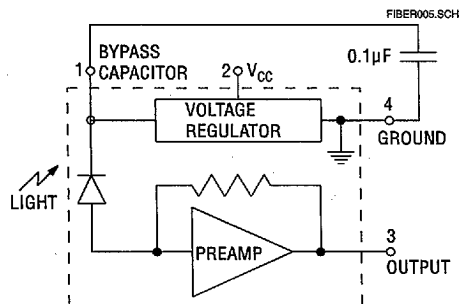 FIBER005.SCH
BYPASS
CAPACITOR
1
2
VCC
0.1µF
VOLTAGE
REGULATOR
4
GROUND
LIGHT
PREAMP
3
OUTPUT